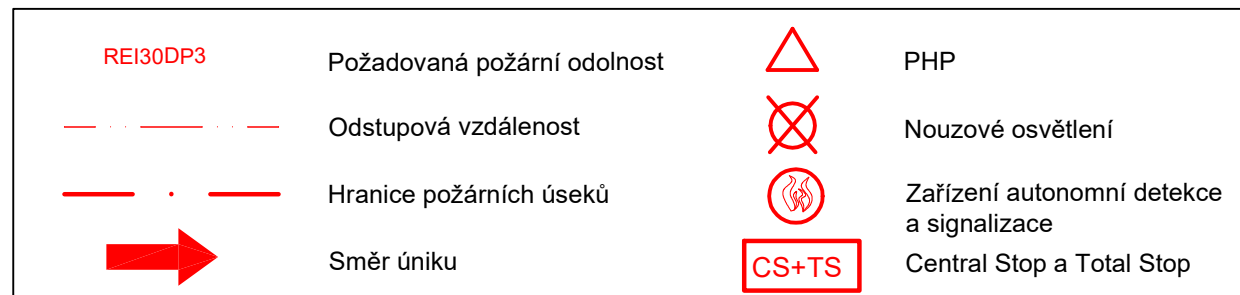 REI30DP3
Požadovaná požární odolnost
Odstupová vzdálenost
Hranice požárních úseků
Směr úniku
PHP
Nouzové osvětlení
Zařízení autonomní detekce
a signalizace
CS+TS
Central Stop a Total Stop